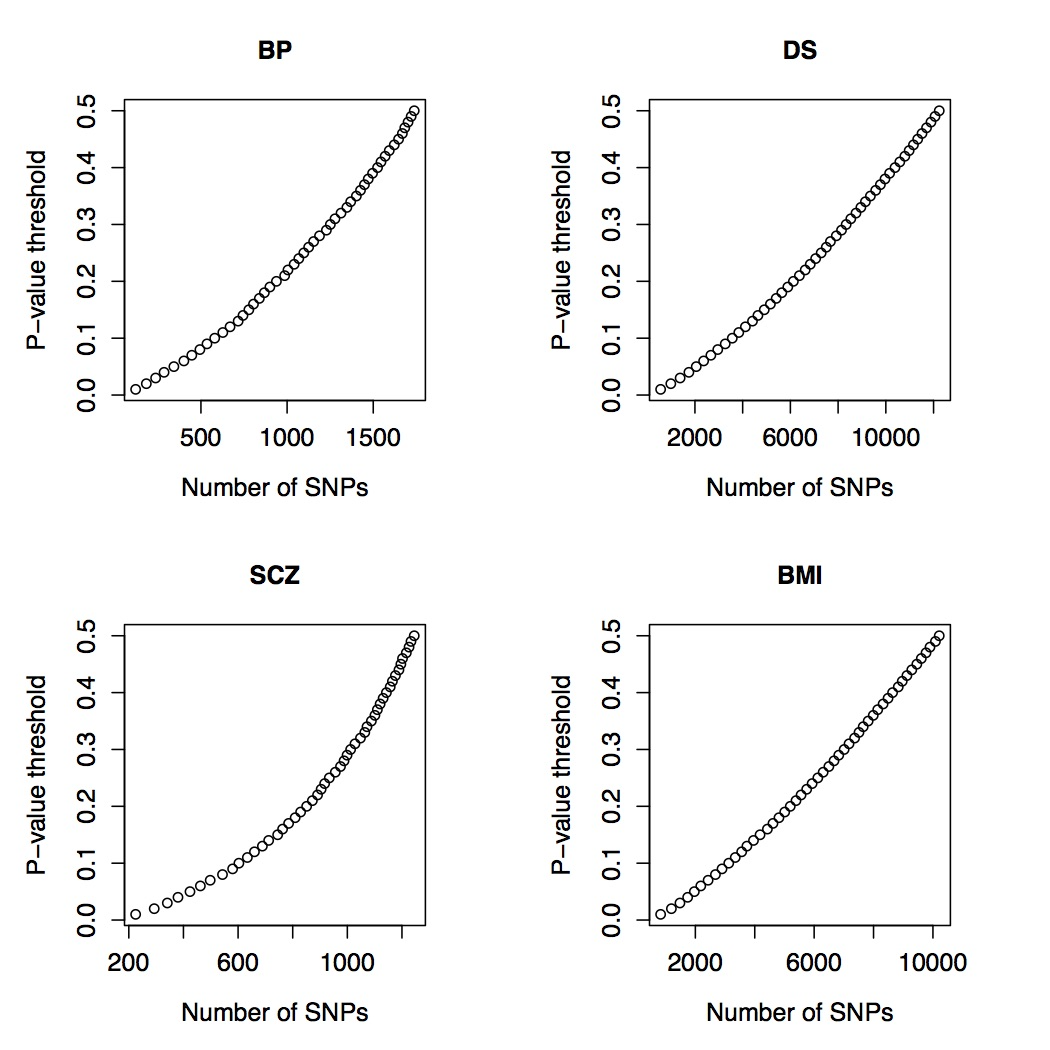 BP
P−value threshold
0.0 0.1 0.2 0.3 0.4 0.5
500 1000 1500
Number of SNPs
DS
P−value threshold
0.0 0.1 0.2 0.3 0.4 0.5
2000 6000 10000
Number of SNPs
SCZ
P−value threshold
0.0 0.1 0.2 0.3 0.4 0.5
200 600 1000
Number of SNPs
BMI
P−value threshold
0.0 0.1 0.2 0.3 0.4 0.5
2000 6000 10000
Number of SNPs